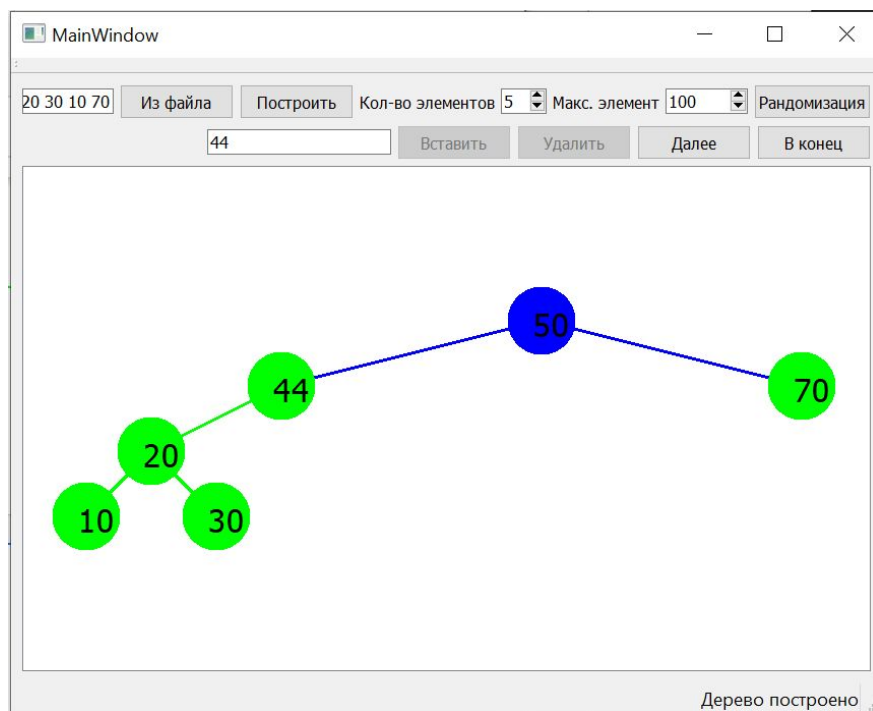 MainWindow
20 30 10 70 Из файла Построить Кол-во элементов 5 Макс. элемент 100 Рандомизация
44 Вставить Удалить Далее В конец
50
44 70
20
10 30
Дерево построено